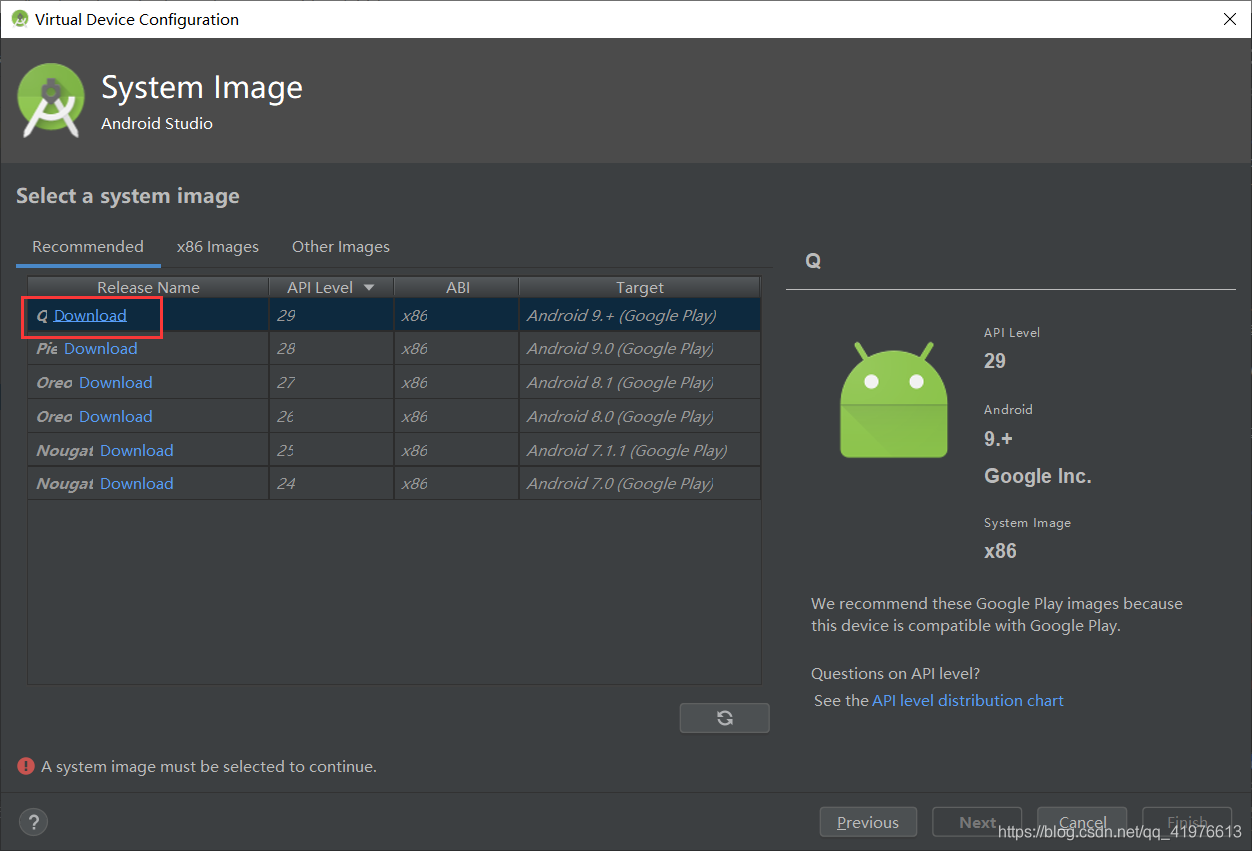 Virtual Device Configuration
System Image
Android Studio
Select a system image
Recommended x86 Images Other Images
Release Name API Level ABI Target
Q Download 29 x86 Android 9.+ (Google Play)
Pie Download 28 x86 Android 9.0 (Google Play)
Oreo Download 27 x86 Android 8.1 (Google Play)
Oreo Download 26 x86 Android 8.0 (Google Play)
Nougat Download 25 x86 Android 7.1.1 (Google Play)
Nougat Download 24 x86 Android 7.0 (Google Play)
Q
API Level
29
Android
9.+
Google Inc.
System Image
x86
We recommend these Google Play images because
this device is compatible with Google Play.
Questions on API level?
See the API level distribution chart
A system image must be selected to continue.
? Previous Next Cancel Finish
https://blog.csdn.net/qq_41976613